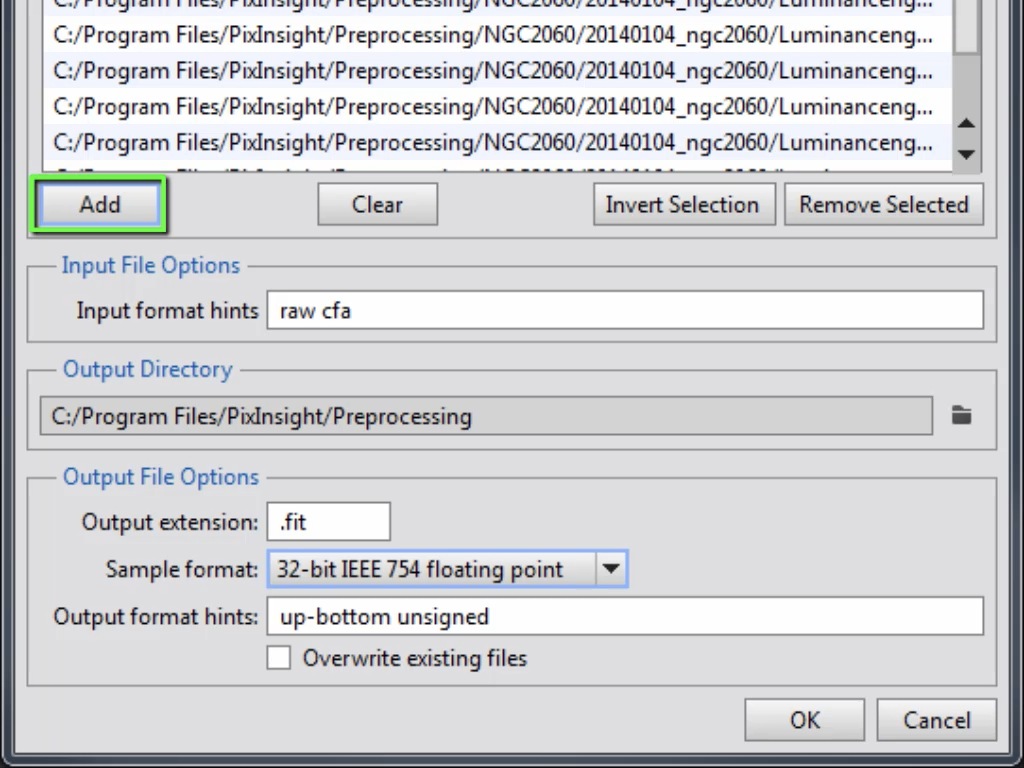 C:/Program Files/PixInsight/Preprocessing/NGC2060/20140104_ngc2060/Luminanceng...
C:/Program Files/PixInsight/Preprocessing/NGC2060/20140104_ngc2060/Luminanceng...
C:/Program Files/PixInsight/Preprocessing/NGC2060/20140104_ngc2060/Luminanceng...
C:/Program Files/PixInsight/Preprocessing/NGC2060/20140104_ngc2060/Luminanceng...
C:/Program Files/PixInsight/Preprocessing/NGC2060/20140104_ngc2060/Luminanceng...
Add Clear Invert Selection Remove Selected
Input File Options
Input format hints raw cfa
Output Directory
C:/Program Files/PixInsight/Preprocessing
Output File Options
Output extension: .fit
Sample format: 32-bit IEEE 754 floating point
Output format hints: up-bottom unsigned
Overwrite existing files
OK Cancel